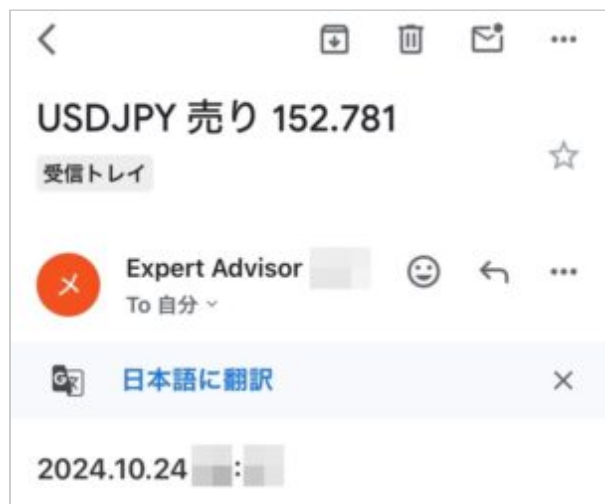 USDJPY 売り 152.781
受信トレイ
メ
Expert Advisor
To 自分
日本語に翻訳
2024.10.24 :